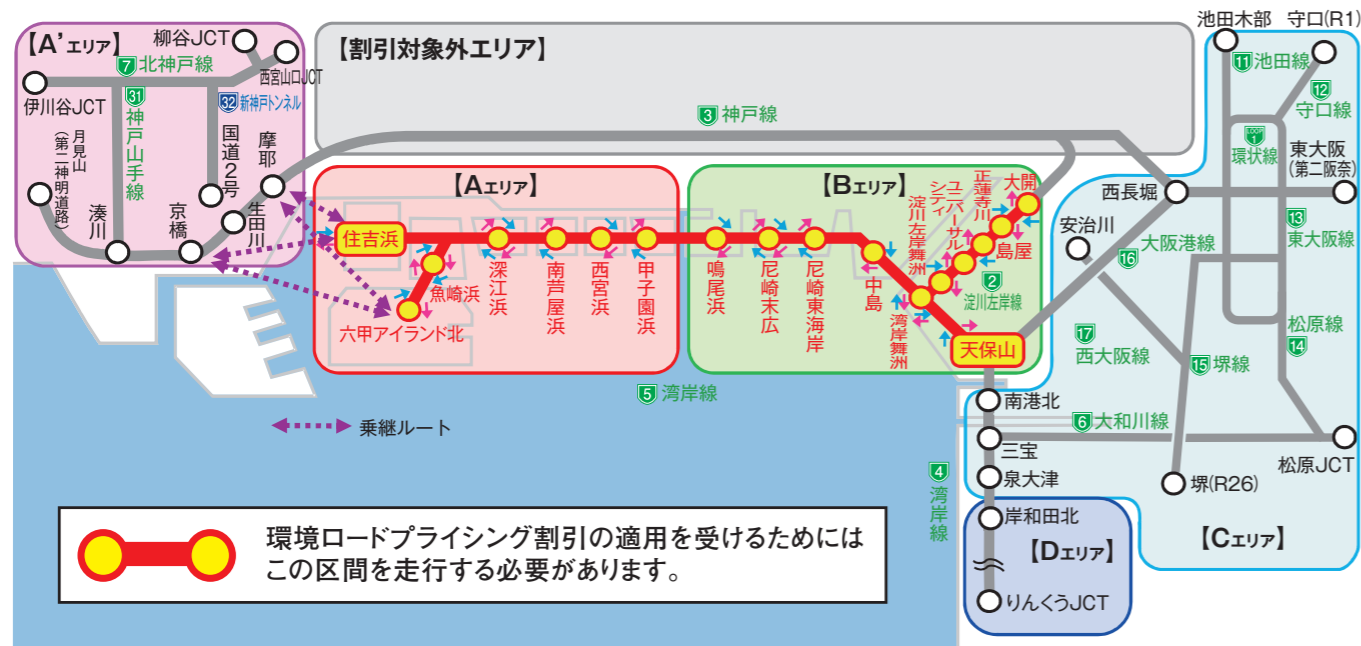 【A'エリア】
柳谷JCT
7
北神戸線
西宮山口JCT
伊川谷JCT
31
神戸山手線
32
新神戸トンネル
月見山
(第二神明道路)
国道2号
摩耶
湊川
京橋
生田川
【割引対象外エリア】
3
神戸線
【Aエリア】
住吉浜
魚崎浜
六甲アイランド北
深江浜
南芦屋浜
西宮浜
甲子園浜
【Bエリア】
鳴尾浜
尼崎末広
尼崎東海岸
中島
淀川左岸舞洲
ユニバーサル
シティ
正蓮寺川
大開
島屋
2
淀川左岸線
湾岸舞洲
天保山
5
湾岸線
乗継ルート
池田木部
守口(R1)
11
池田線
12
守口線
LOOP
1
環状線
東大阪
(第二阪奈)
西長堀
安治川
16
大阪港線
13
東大阪線
17
西大阪線
15
堺線
松原線
14
南港北
6
大和川線
三宝
松原JCT
泉大津
堺(R26)
4
湾岸線
【Cエリア】
岸和田北
【Dエリア】
りんくうJCT
環境ロードプライシング割引の適用を受けるためには
この区間を走行する必要があります。